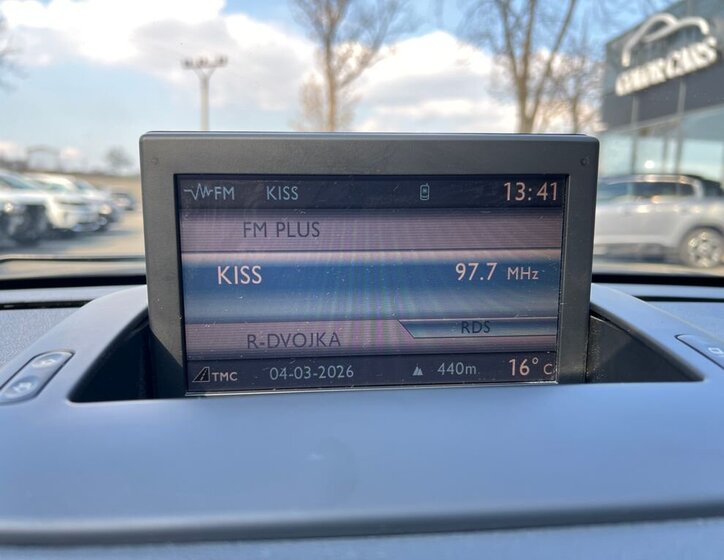 FM KISS 13:41
FM PLUS
KISS 97.7 MHz
R-DVOJKA RDS
TMC 04-03-2026 440m 16° C